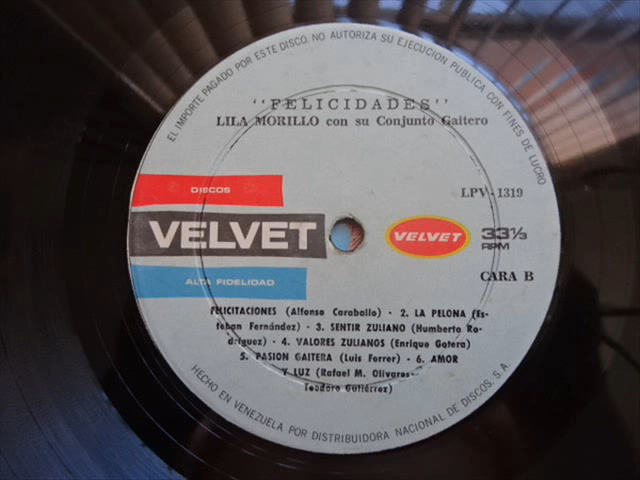 EL IMPORTE PAGADO POR ESTE DISCO, NO AUTORIZA SU EJECUCION PUBLICA CON FINES DE LUCRO
"FELICIDADES"
LILA MORILLO con su Conjunto Gaitero
DISCOS
LPV - 1319
VELVET
VELVET
33⅓
RPM
ALTA FIDELIDAD
CARA B
FELICITACIONES (Alfonso Caraballo) · 2. LA PELONA (Es-
teban Fernández) · 3. SENTIR ZULIANO (Humberto Ro-
dríguez) · 4. VALORES ZULIANOS (Enrique Gotera)
5. PASION GAITERA (Luis Ferrer) · 6. AMOR
Y LUZ (Rafael M. Olivares-
Teodoro Gutiérrez)
HECHO EN VENEZUELA POR DISTRIBUIDORA NACIONAL DE DISCOS, S.A.